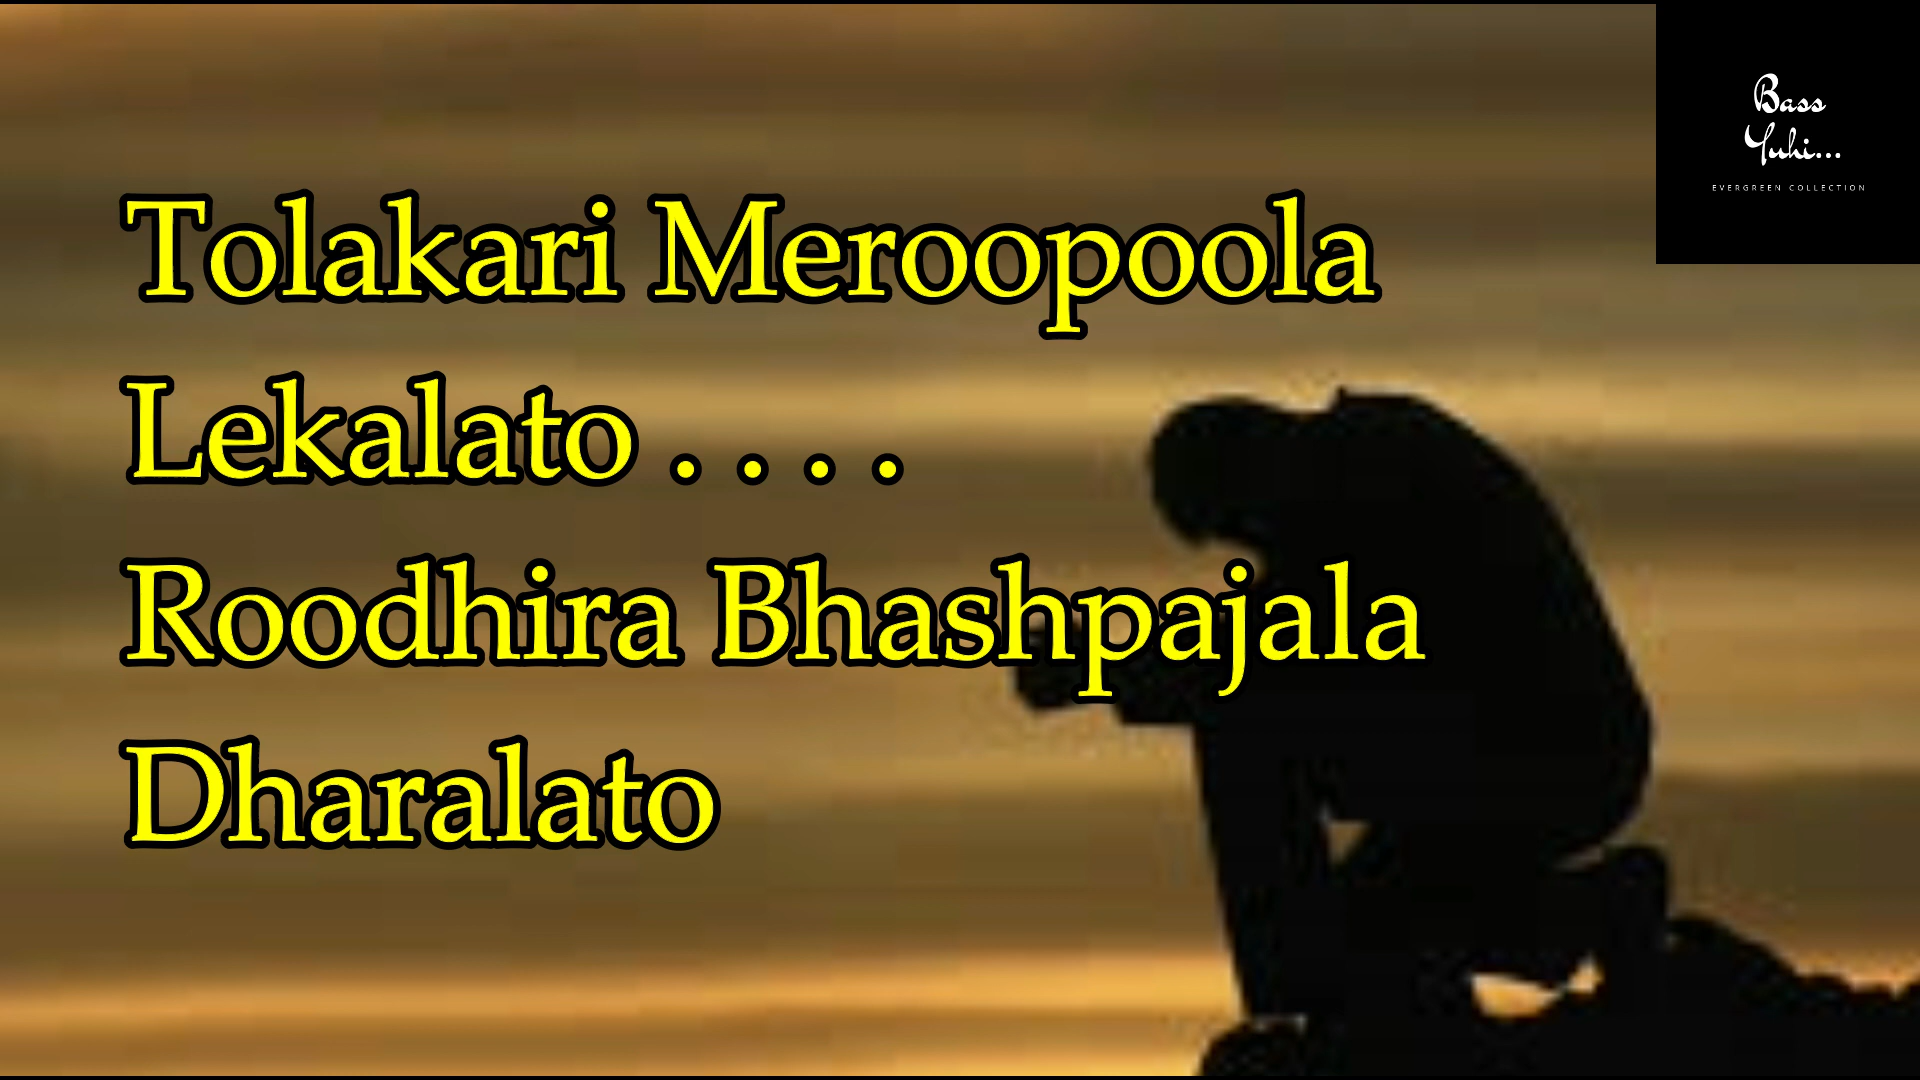 Bass
Yuhi...
EVERGREEN COLLECTION
Tolakari Meroopoola
Lekalato . . . .
Roodhira Bhashpajala
Dharalato